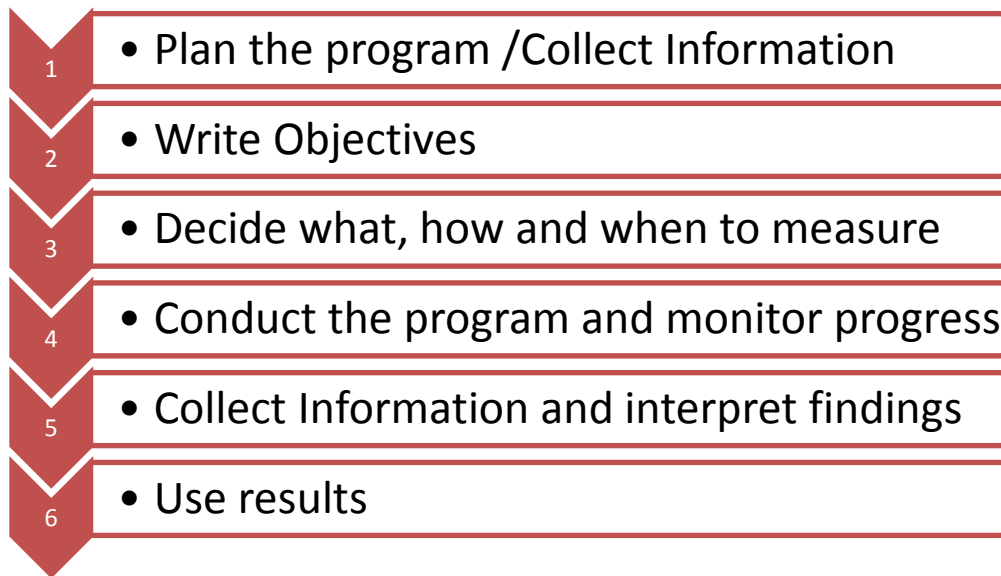 1 • Plan the program /Collect Information
2 • Write Objectives
3 • Decide what, how and when to measure
4 • Conduct the program and monitor progress
5 • Collect Information and interpret findings
6 • Use results